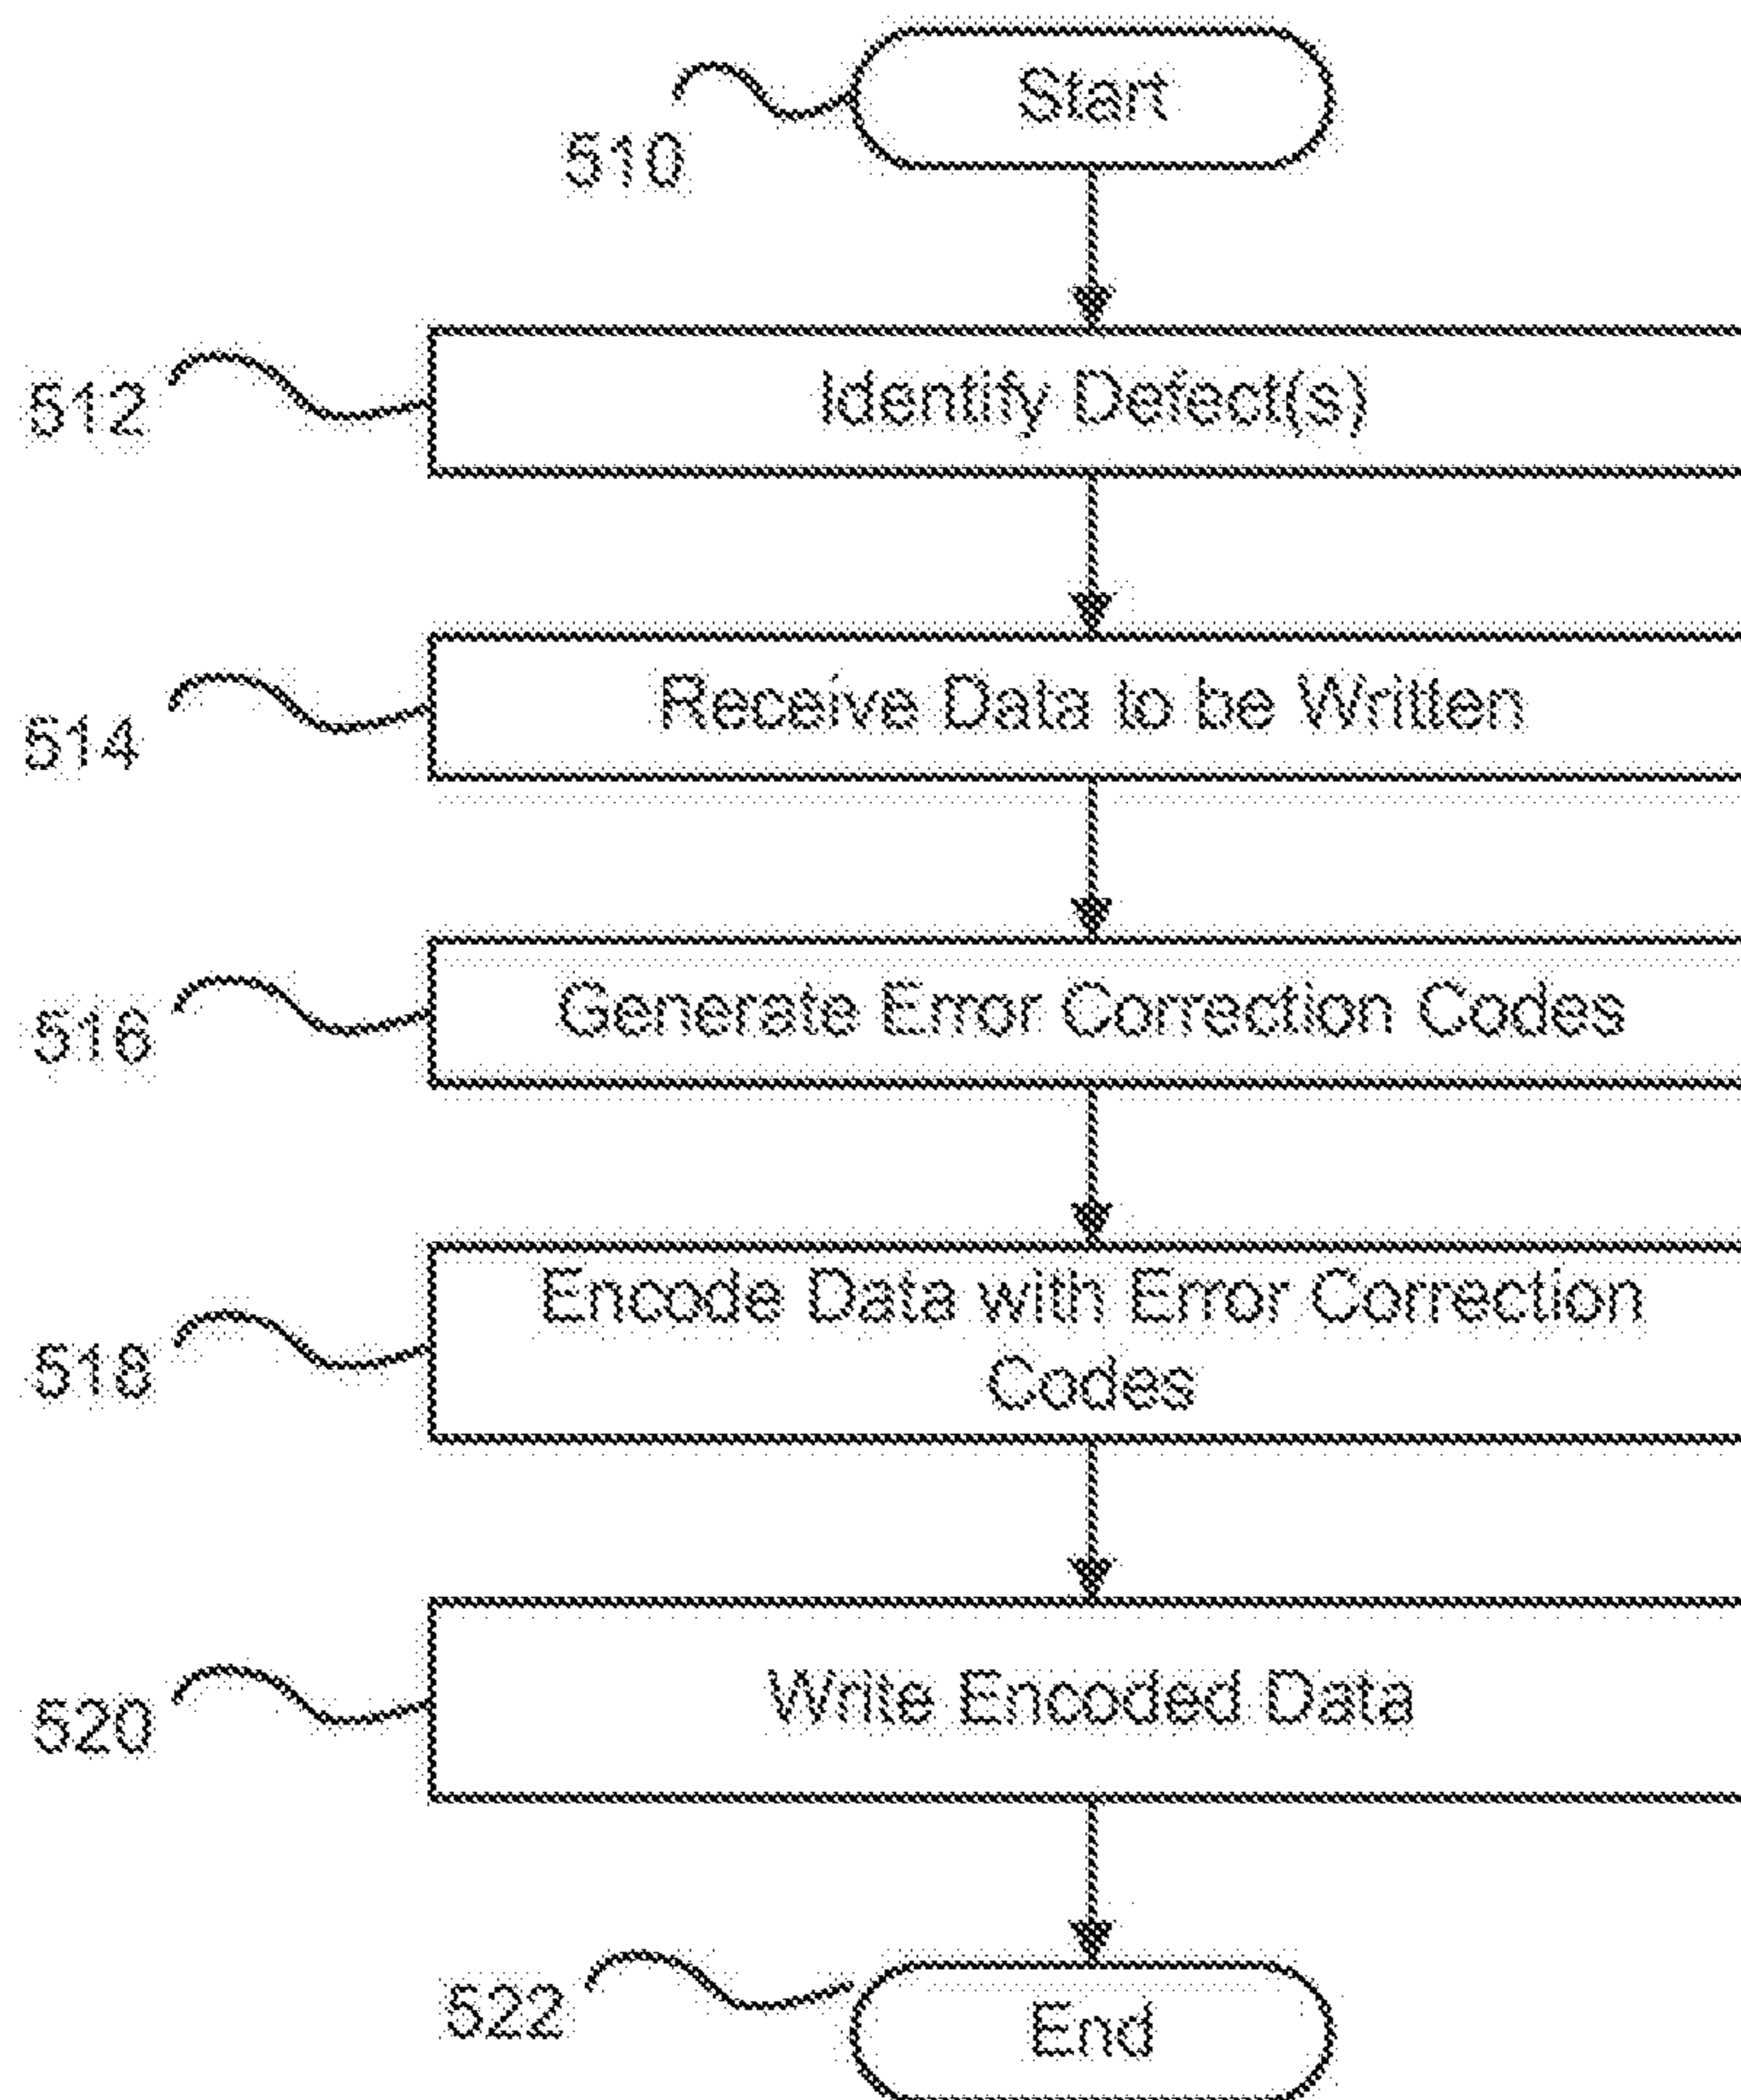 Start
510
Identify Defect(s)
512
Receive Data to be Written
514
Generate Error Correction Codes
516
Encode Data with Error Correction
Codes
518
Write Encoded Data
520
End
522